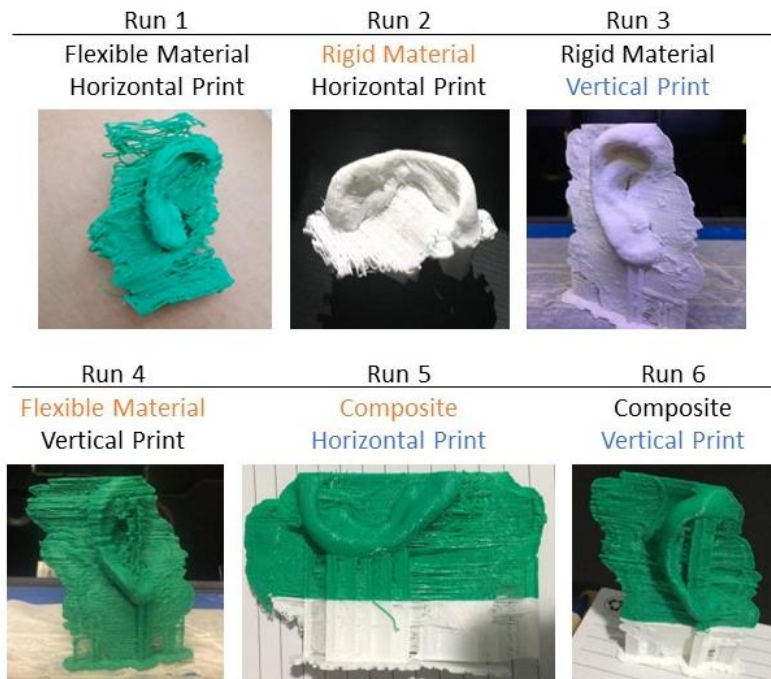 Run 1
Flexible Material
Horizontal Print
Run 2
Rigid Material
Horizontal Print
Run 3
Rigid Material
Vertical Print
Run 4
Flexible Material
Vertical Print
Run 5
Composite
Horizontal Print
Run 6
Composite
Vertical Print